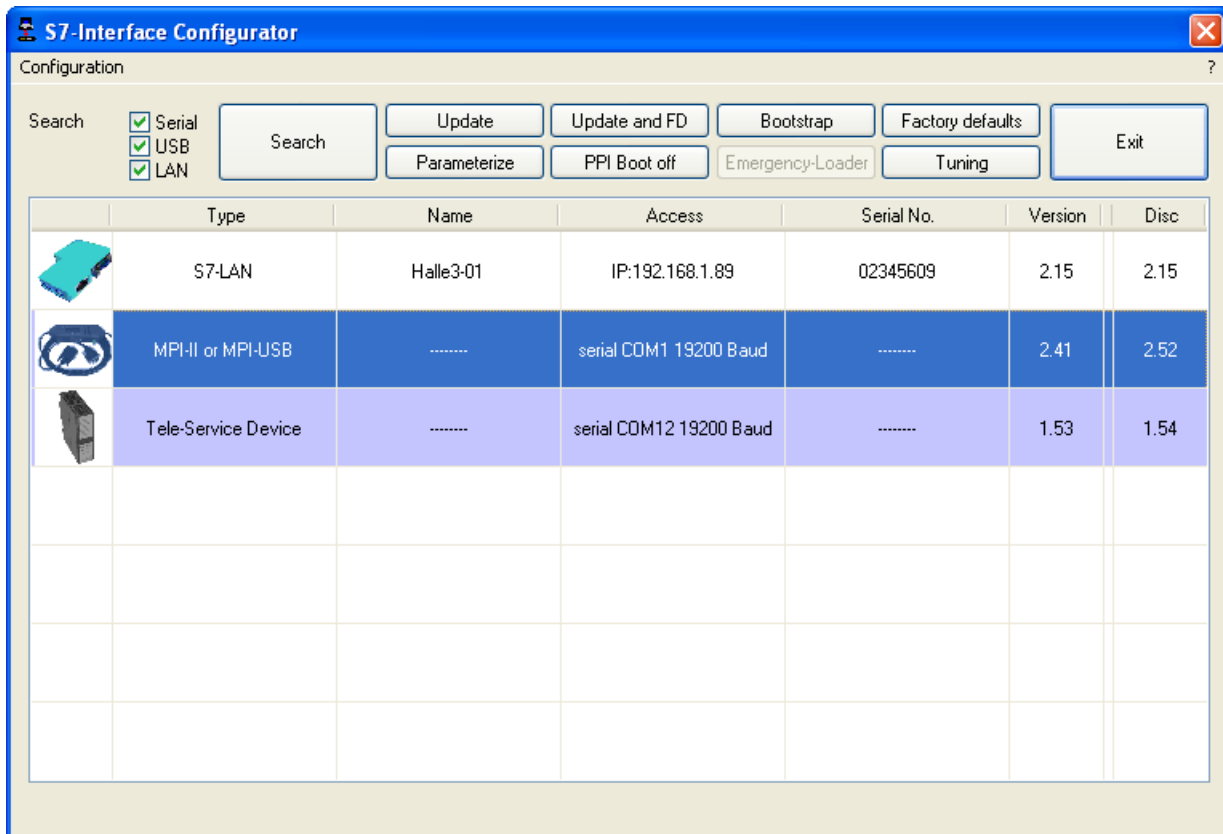 S7-Interface Configurator
Configuration ?
Search Serial USB LAN Search Update Update and FD Bootstrap Factory defaults Exit
Parameterize PPI Boot off Emergency-Loader Tuning
Type Name Access Serial No. Version Disc
S7-LAN Halle3-01 IP:192.168.1.89 02345609 2.15 2.15
MPI-II or MPI-USB -------- serial COM1 19200 Baud -------- 2.41 2.52
Tele-Service Device -------- serial COM12 19200 Baud -------- 1.53 1.54